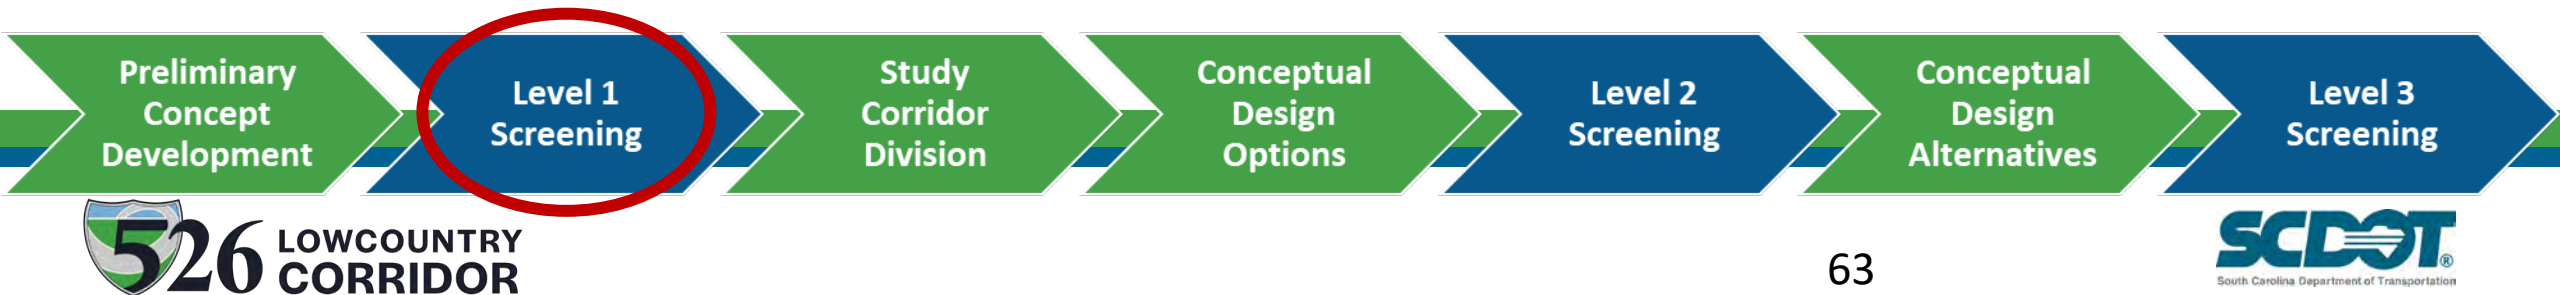 Preliminary
Concept
Development
Level 1
Screening
Study
Corridor
Division
Conceptual
Design
Options
Level 2
Screening
Conceptual
Design
Alternatives
Level 3
Screening
526 LOWCOUNTRY
CORRIDOR
63
SCDOT®
South Carolina Department of Transportation